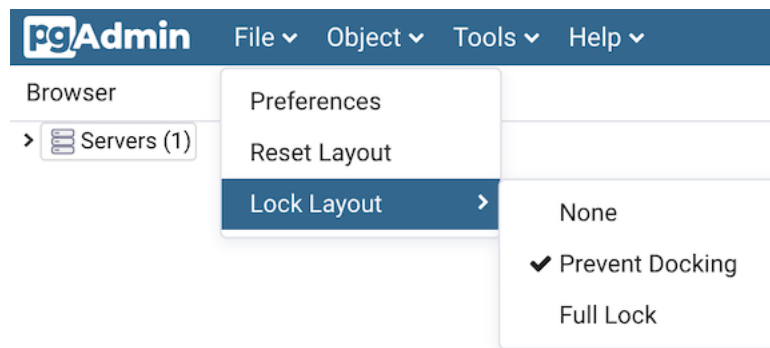 pgAdmin File Object Tools Help
Browser
Servers (1)
Preferences
Reset Layout
Lock Layout
None
Prevent Docking
Full Lock